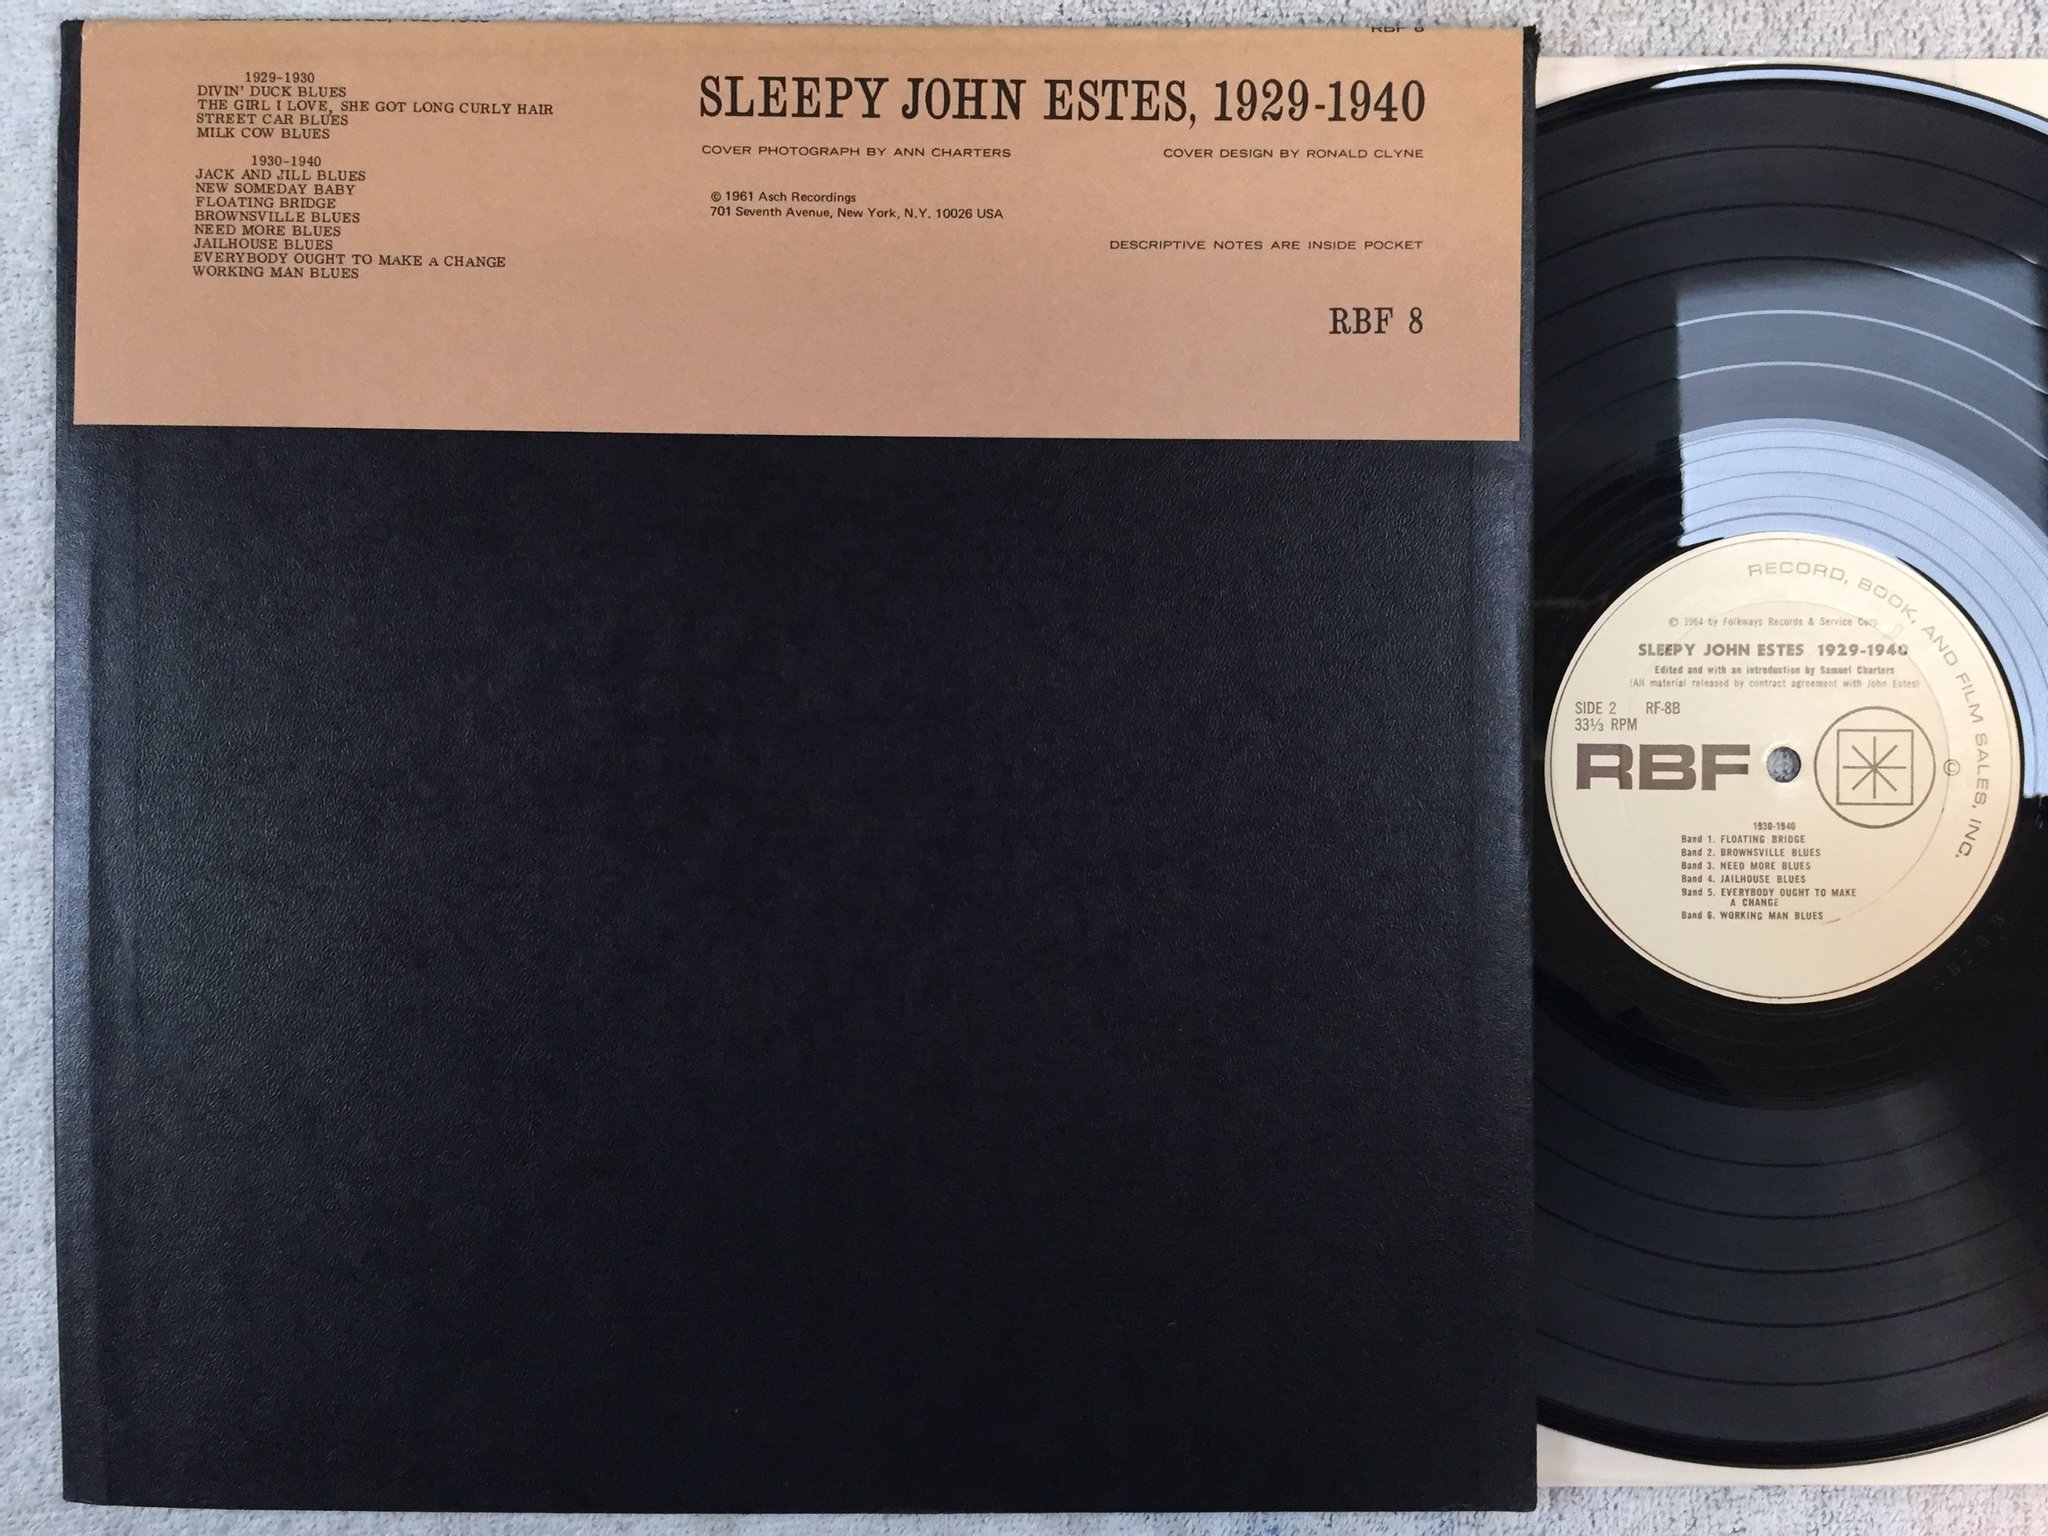 RBF 8
1929-1930
DIVIN' DUCK BLUES
THE GIRL I LOVE, SHE GOT LONG CURLY HAIR
STREET CAR BLUES
MILK COW BLUES
1930-1940
JACK AND JILL BLUES
NEW SOMEDAY BABY
FLOATING BRIDGE
BROWNSVILLE BLUES
NEED MORE BLUES
JAILHOUSE BLUES
EVERYBODY OUGHT TO MAKE A CHANGE
WORKING MAN BLUES
SLEEPY JOHN ESTES, 1929-1940
COVER PHOTOGRAPH BY ANN CHARTERS
COVER DESIGN BY RONALD CLYNE
© 1961 Asch Recordings
701 Seventh Avenue, New York, N.Y. 10026 USA
DESCRIPTIVE NOTES ARE INSIDE POCKET
RBF 8
RECORD, BOOK, AND FILM SALES, INC.
© 1964 by Folkways Records & Service Corp.
SLEEPY JOHN ESTES 1929-1940
Edited and with an introduction by Samuel Charters
(All material released by contract agreement with John Estes)
SIDE 2 RF-8B
33⅓ RPM
RBF
©
1930-1940
Band 1. FLOATING BRIDGE
Band 2. BROWNSVILLE BLUES
Band 3. NEED MORE BLUES
Band 4. JAILHOUSE BLUES
Band 5. EVERYBODY OUGHT TO MAKE
A CHANGE
Band 6. WORKING MAN BLUES